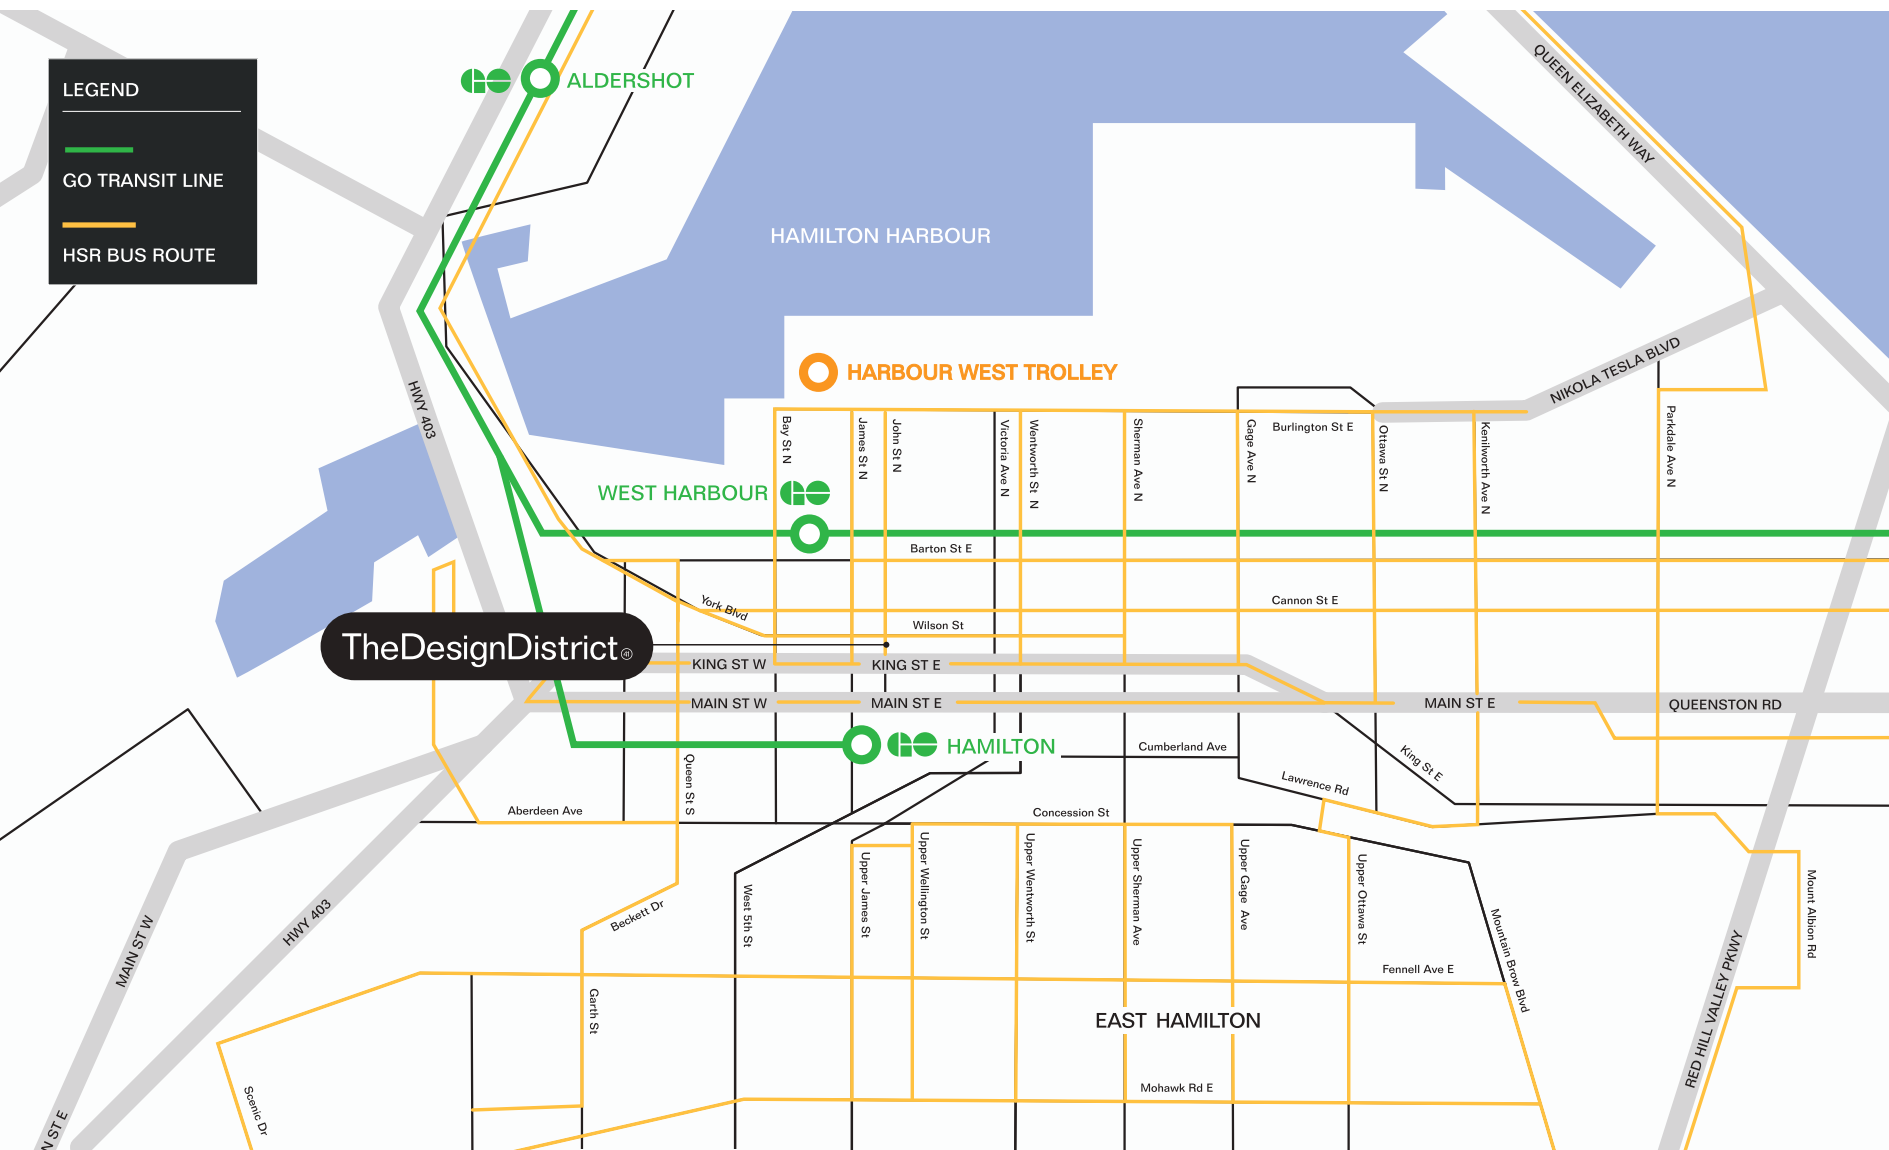 LEGEND
GO TRANSIT LINE
HSR BUS ROUTE
ALDERSHOT
QUEEN ELIZABETH WAY
HAMILTON HARBOUR
HARBOUR WEST TROLLEY
NIKOLA TESLA BLVD
HWY 403
Bay St N
James St N
John St N
Victoria Ave N
Wentworth St N
Sherman Ave N
Gage Ave N
Burlington St E
Ottawa St N
Kenilworth Ave N
Parkdale Ave N
WEST HARBOUR
Barton St E
York Blvd
Cannon St E
Wilson St
TheDesignDistrict
KING ST W
KING ST E
MAIN ST W
MAIN ST E
MAIN ST E
QUEENSTON RD
HAMILTON
Cumberland Ave
King St E
Queen St S
Lawrence Rd
Aberdeen Ave
Concession St
Upper James St
Upper Wellington St
Upper Wentworth St
Upper Sherman Ave
Upper Gage Ave
Upper Ottawa St
West 5th St
Beckett Dr
Mount Albion Rd
Mountain Brow Blvd
MAIN ST W
HWY 403
RED HILL VALLEY PKWY
Fennell Ave E
Garth St
EAST HAMILTON
Mohawk Rd E
Scenic Dr
N ST E